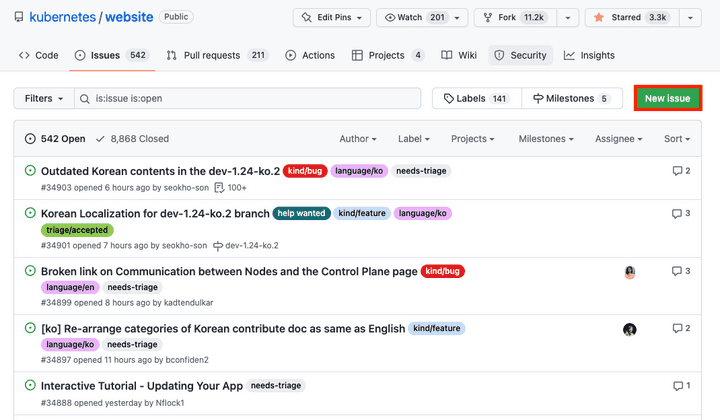 kubernetes/website Public Edit Pins Watch 201 Fork 11.2k Starred 3.3k
Code Issues 542 Pull requests 211 Actions Projects 4 Wiki Security Insights
Filters is:issue is:open Labels 141 Milestones 5 New issue
542 Open 8,868 Closed Author Label Projects Milestones Assignee Sort
Outdated Korean contents in the dev-1.24-ko.2 kind/bug language/ko needs-triage 2
#34903 opened 6 hours ago by seokho-son 100+
Korean Localization for dev-1.24-ko.2 branch help wanted kind/feature language/ko 3
triage/accepted
#34901 opened 7 hours ago by seokho-son dev-1.24-ko.2
Broken link on Communication between Nodes and the Control Plane page kind/bug 3
language/en needs-triage
#34899 opened 8 hours ago by kadtendulkar
[ko] Re-arrange categories of Korean contribute doc as same as English kind/feature 2
language/ko needs-triage
#34897 opened 11 hours ago by bconfiden2
Interactive Tutorial - Updating Your App needs-triage 1
#34888 opened yesterday by Nflock1